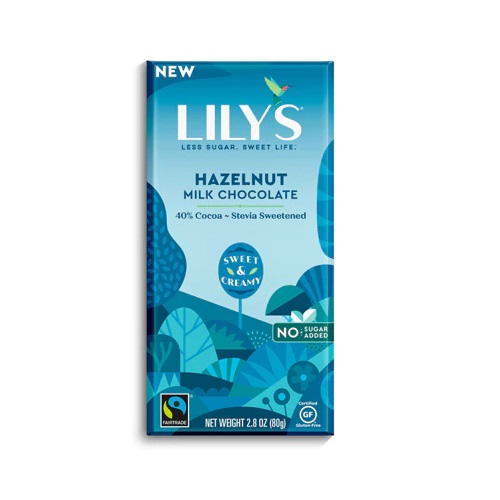 NEW
LILY'S
LESS SUGAR. SWEET LIFE.
HAZELNUT
MILK CHOCOLATE
40% Cocoa ~ Stevia Sweetened
SWEET
&
CREAMY
NO: SUGAR
ADDED
FAIRTRADE
Certified
GF
Gluten-Free
NET WEIGHT 2.8 OZ (80g)